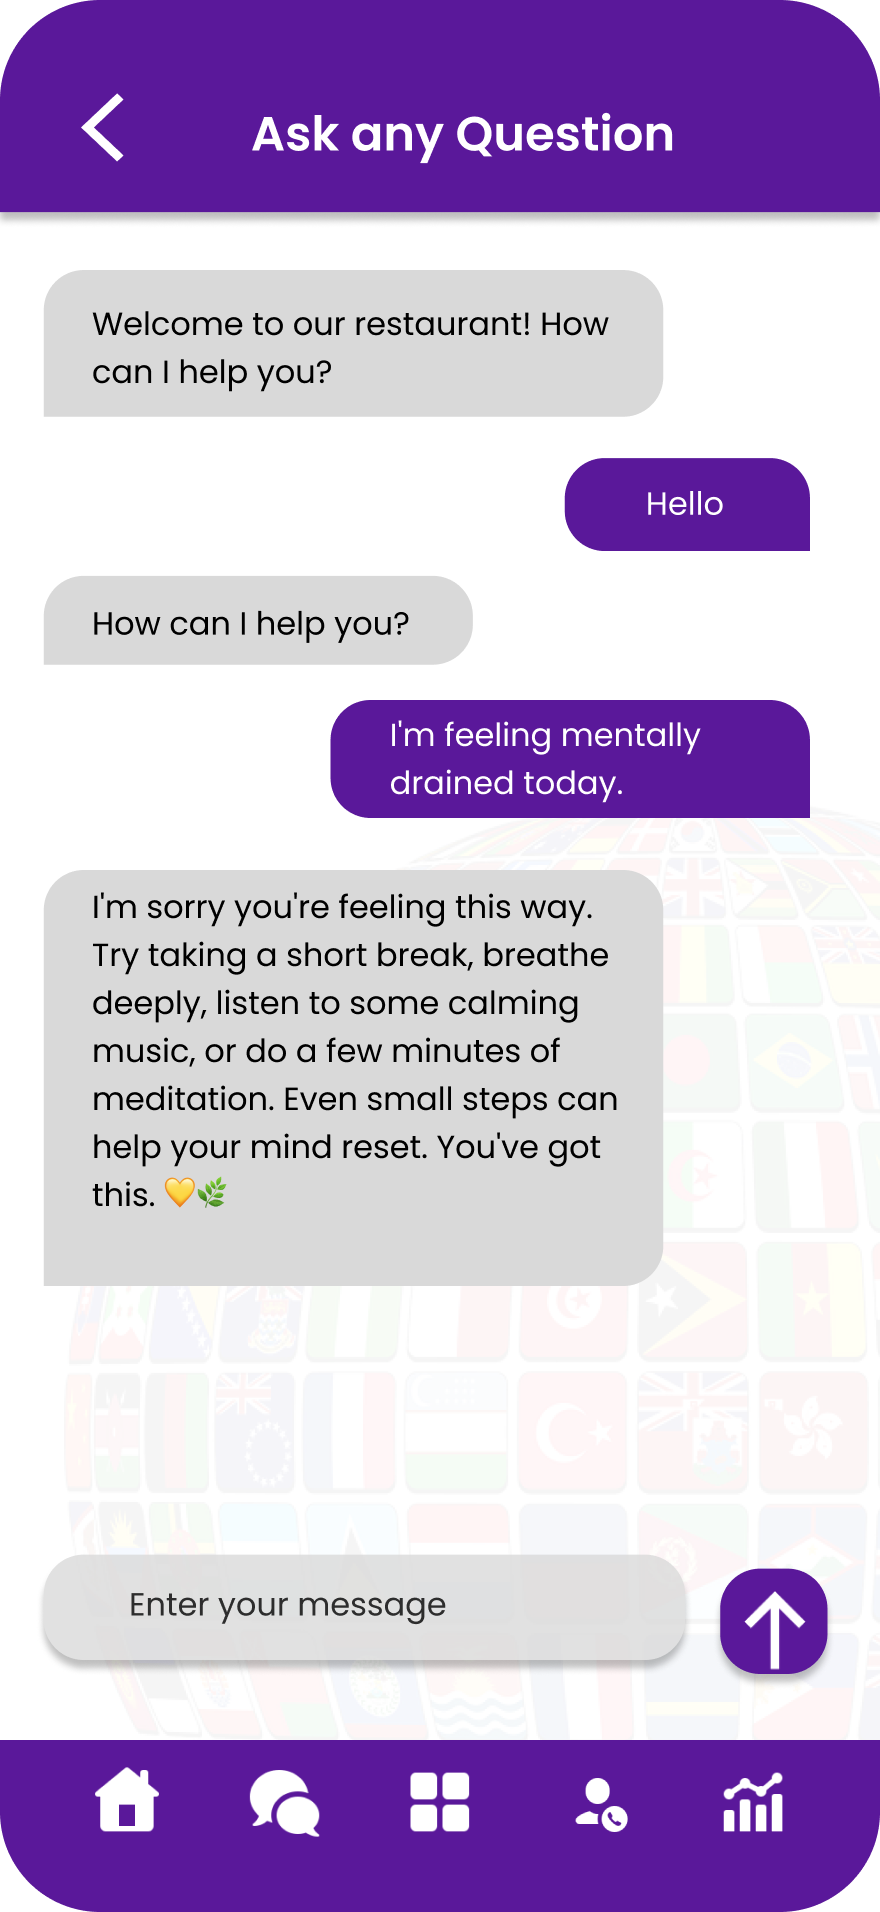 Ask any Question
Welcome to our restaurant! How
can I help you?
Hello
How can I help you?
I'm feeling mentally
drained today.
I'm sorry you're feeling this way.
Try taking a short break, breathe
deeply, listen to some calming
music, or do a few minutes of
meditation. Even small steps can
help your mind reset. You've got
this. 💛🌿
Enter your message